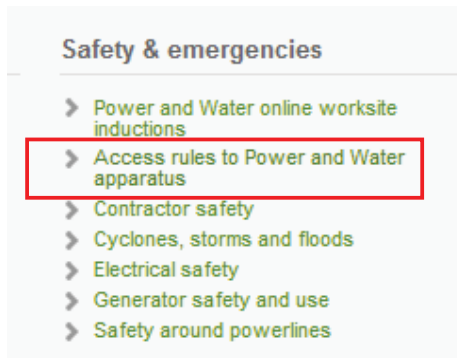 Safety & emergencies
Power and Water online worksite
inductions
Access rules to Power and Water
apparatus
Contractor safety
Cyclones, storms and floods
Electrical safety
Generator safety and use
Safety around powerlines